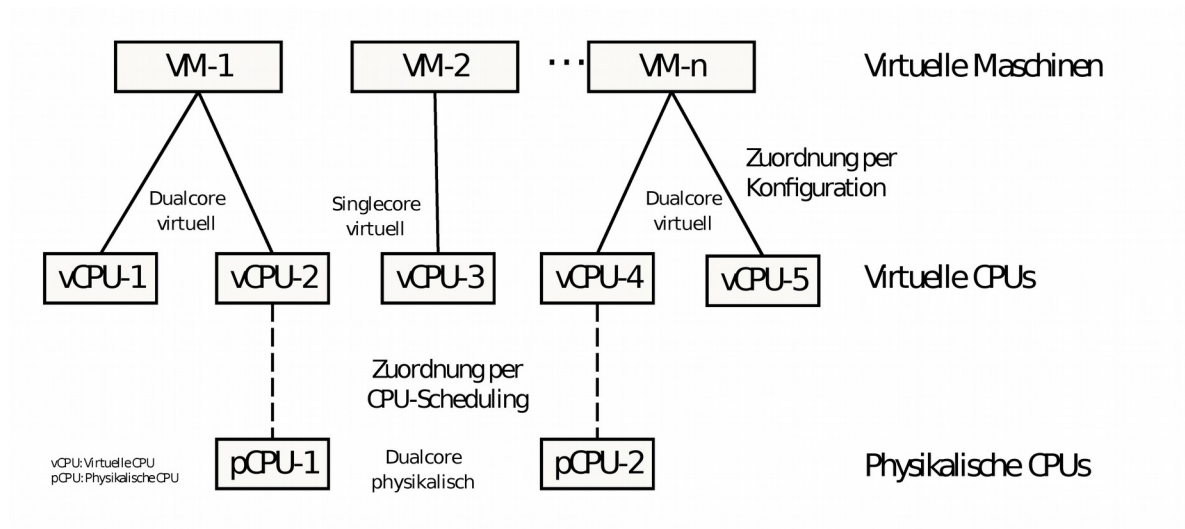 VM-1
VM-2
...
VM-n
Virtuelle Maschinen
Zuordnung per
Konfiguration
Dualcore
virtuell
Singlecore
virtuell
Dualcore
virtuell
vCPU-1
vCPU-2
vCPU-3
vCPU-4
vCPU-5
Virtuelle CPUs
Zuordnung per
CPU-Scheduling
vCPU: Virtuelle CPU
pCPU: Physikalische CPU
pCPU-1
Dualcore
physikalisch
pCPU-2
Physikalische CPUs